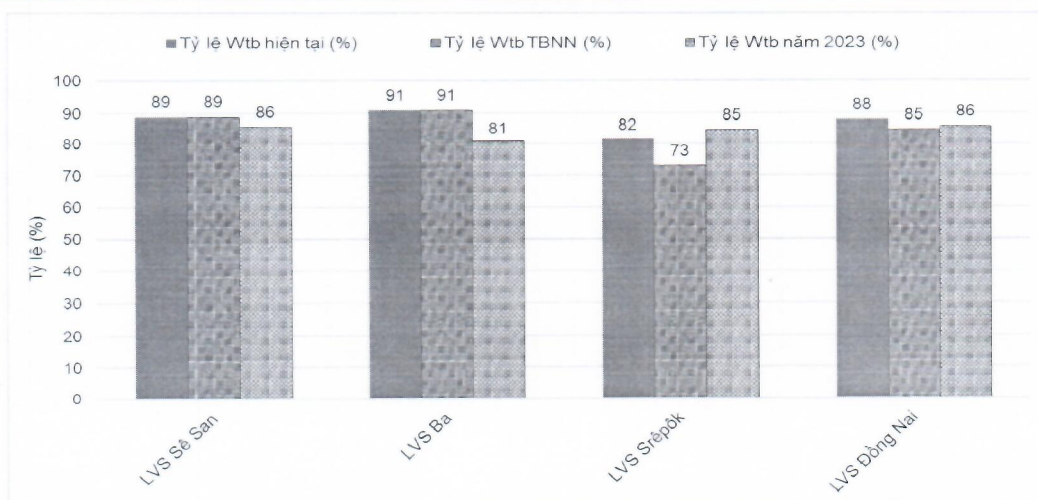 Tỷ lệ Wtb hiện tại (%) Tỷ lệ Wtb TBNN (%) Tỷ lệ Wtb năm 2023 (%)
Tỷ lệ (%)
100
90
80
70
60
50
40
30
20
10
0
89 89 86
91 91 81
82 73 85
88 85 86
LVS Sê San
LVS Ba
LVS Srêpôk
LVS Đồng Nai